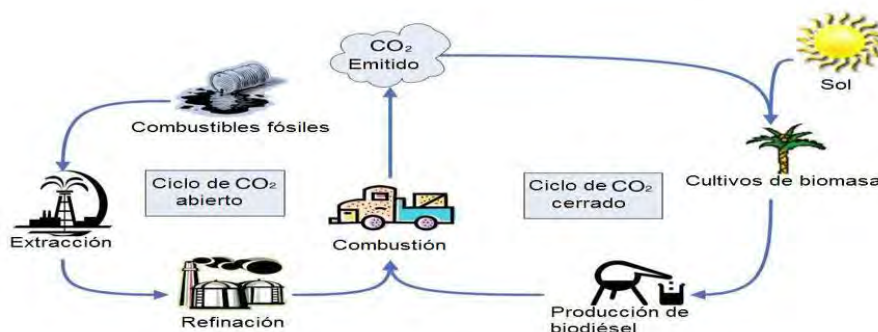 CO₂
Emitido
Sol
Combustibles fósiles
Cultivos de biomasa
Ciclo de CO₂
abierto
Ciclo de CO₂
cerrado
Extracción
Combustión
Refinación
Producción de
biodiésel